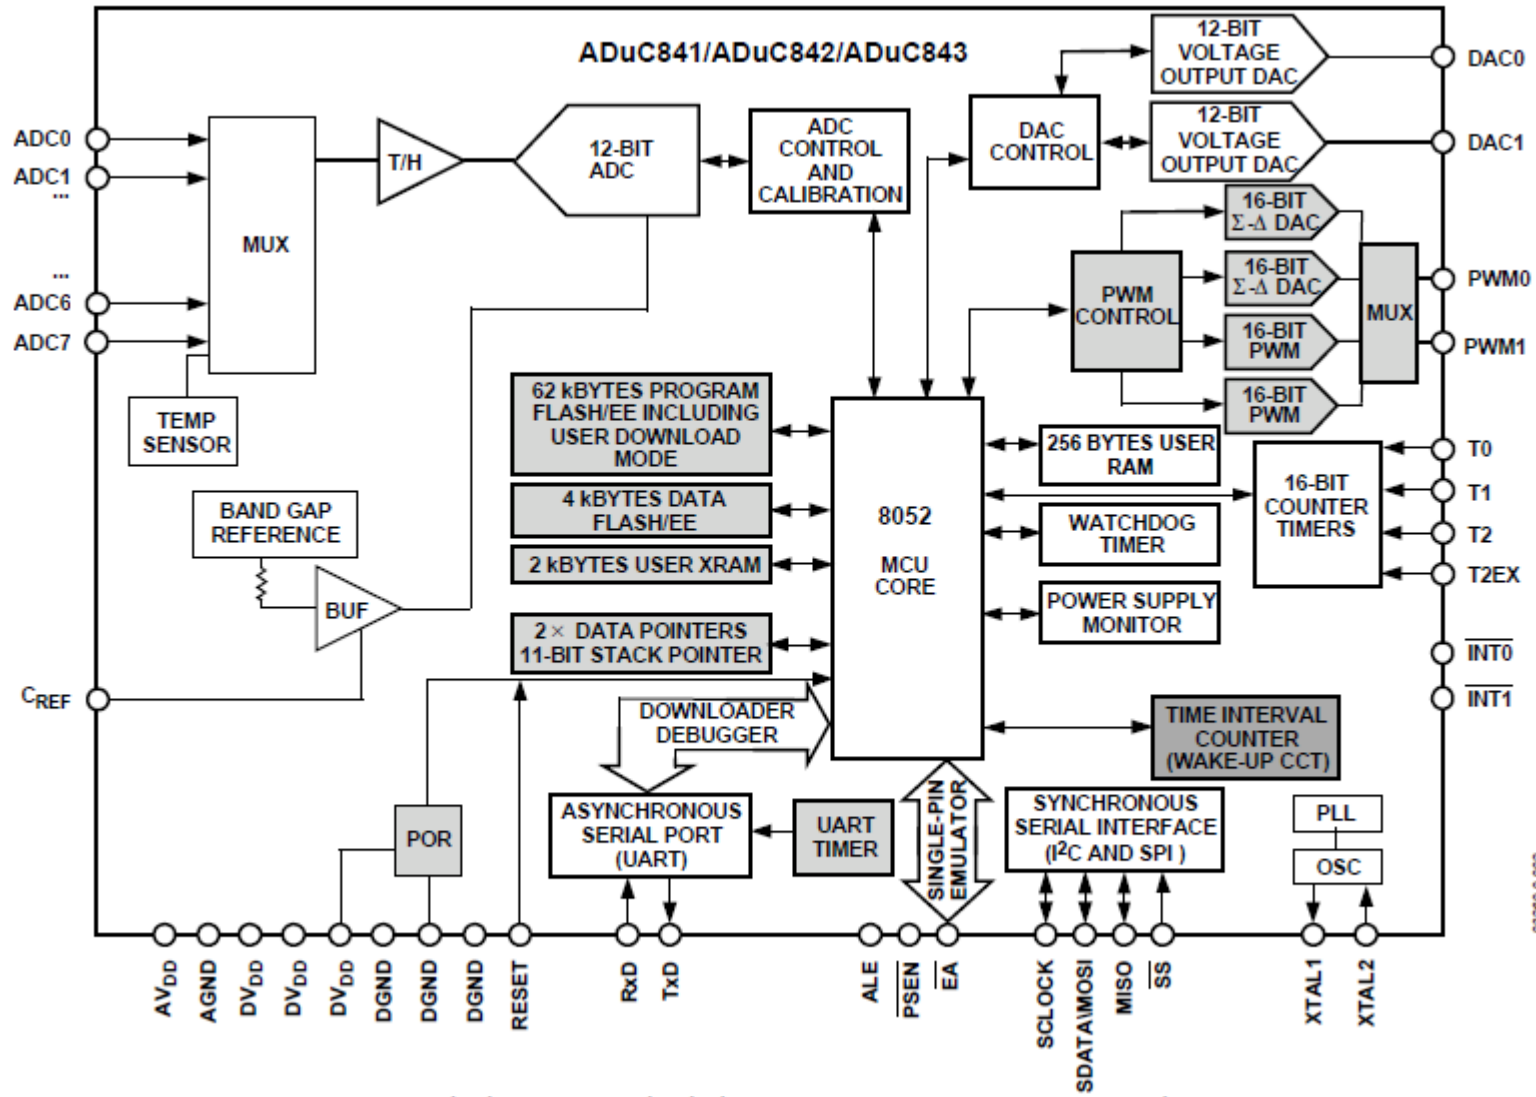 ADuC841/ADuC842/ADuC843
12-BIT
VOLTAGE
OUTPUT DAC
DAC0
12-BIT
VOLTAGE
OUTPUT DAC
DAC1
DAC
CONTROL
ADC0
ADC1
...
...
ADC6
ADC7
MUX
T/H
12-BIT
ADC
ADC
CONTROL
AND
CALIBRATION
16-BIT
Σ-Δ DAC
16-BIT
Σ-Δ DAC
16-BIT
PWM
16-BIT
PWM
PWM
CONTROL
MUX
PWM0
PWM1
TEMP
SENSOR
62 kBYTES PROGRAM
FLASH/EE INCLUDING
USER DOWNLOAD
MODE
4 kBYTES DATA
FLASH/EE
2 kBYTES USER XRAM
2 × DATA POINTERS
11-BIT STACK POINTER
8052
MCU
CORE
256 BYTES USER
RAM
WATCHDOG
TIMER
POWER SUPPLY
MONITOR
16-BIT
COUNTER
TIMERS
T0
T1
T2
T2EX
INT0
INT1
BAND GAP
REFERENCE
BUF
CREF
DOWNLOADER
DEBUGGER
TIME INTERVAL
COUNTER
(WAKE-UP CCT)
POR
ASYNCHRONOUS
SERIAL PORT
(UART)
UART
TIMER
SINGLE-PIN
EMULATOR
SYNCHRONOUS
SERIAL INTERFACE
(I2C AND SPI )
PLL
OSC
AVDD
AGND
DVDD
DVDD
DVDD
DGND
DGND
DGND
RESET
RxD
TxD
ALE
PSEN
EA
SCLOCK
SDATA\MOSI
MISO
SS
XTAL1
XTAL2